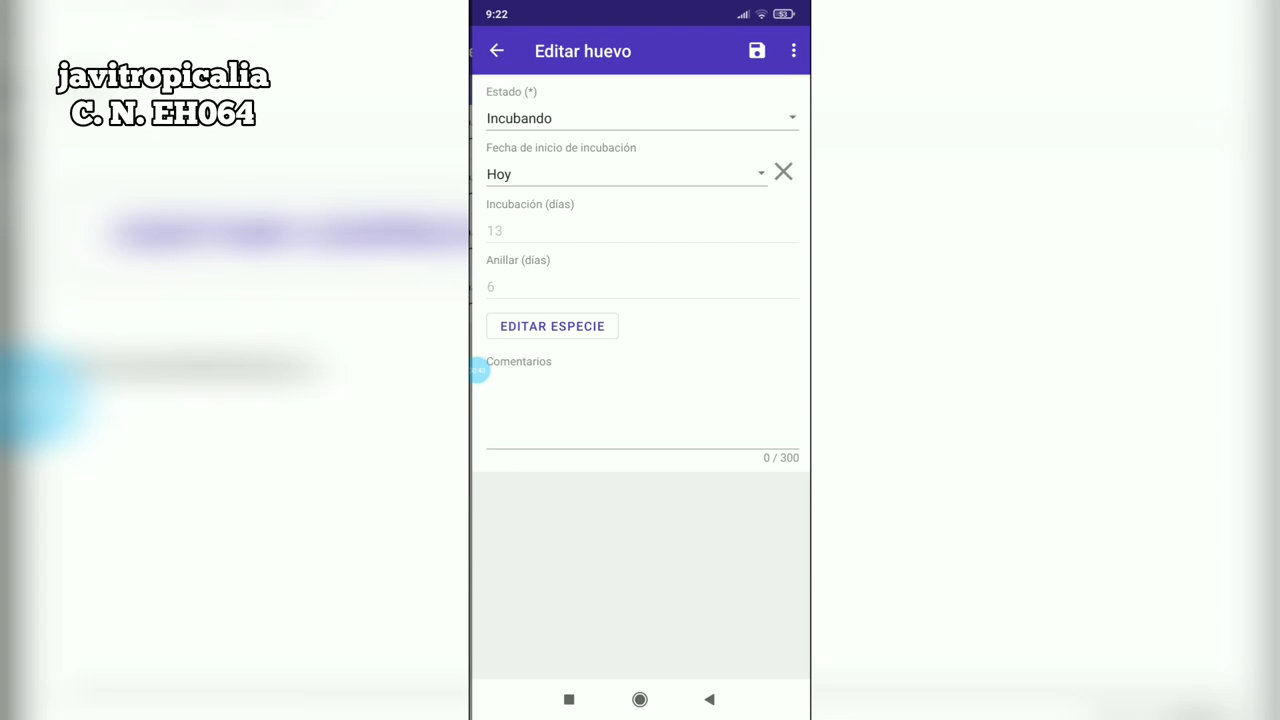 javitropicalia
C. N. EH064
9:22
53
Editar huevo
Estado (*)
Incubando
Fecha de inicio de incubación
Hoy
Incubación (días)
13
Anillar (días)
6
EDITAR ESPECIE
Comentarios
0 / 300